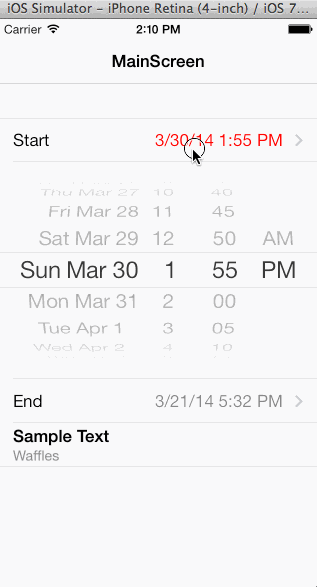 iOS Simulator – iPhone Retina (4-inch) / iOS 7...
Carrier 2:10 PM
MainScreen
Start 3/30/14 1:55 PM
Thu Mar 27 10 40
Fri Mar 28 11 45
Sat Mar 29 12 50 AM
Sun Mar 30 1 55 PM
Mon Mar 31 2 00
Tue Apr 1 3 05
Wed Apr 2 4 10
End 3/21/14 5:32 PM
Sample Text
Waffles